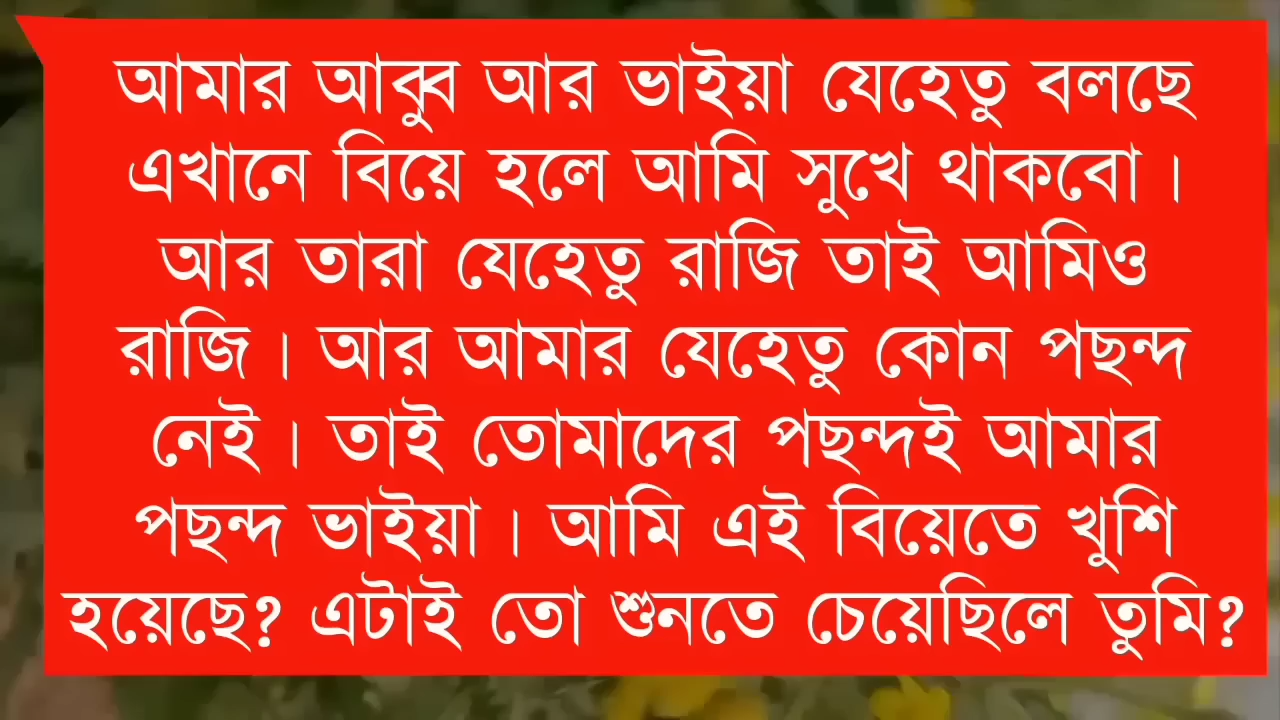 আমার আব্বু আর ভাইয়া যেহেতু বলছে
এখানে বিয়ে হলে আমি সুখে থাকবো।
আর তারা যেহেতু রাজি তাই আমিও
রাজি। আর আমার যেহেতু কোন পছন্দ
নেই। তাই তোমাদের পছন্দই আমার
পছন্দ ভাইয়া। আমি এই বিয়েতে খুশি
হয়েছে? এটাই তো শুনতে চেয়েছিলে তুমি?